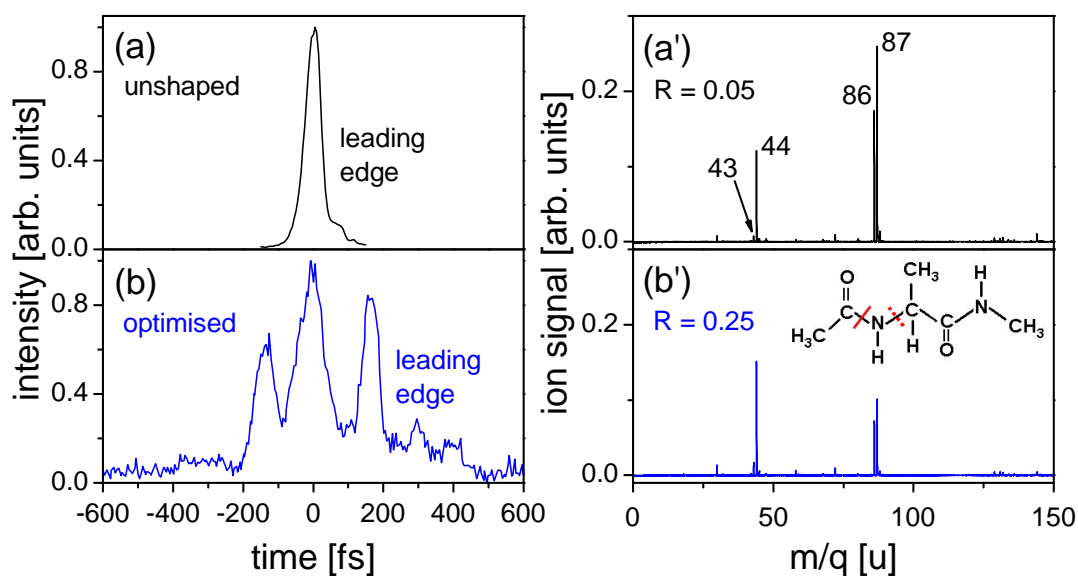 intensity [arb. units]
(a)
unshaped
leading
edge
0.8
0.4
0.0
(b)
optimised
leading
edge
0.8
0.4
0.0
-600 -400 -200 0 200 400 600
time [fs]
ion signal [arb. units]
(a')
R = 0.05
87
86
43
44
0.2
0.0
(b')
R = 0.25
O
CH₃
H
N
H₃C
N
H
H
O
CH₃
0.2
0.0
0 50 100 150
m/q [u]